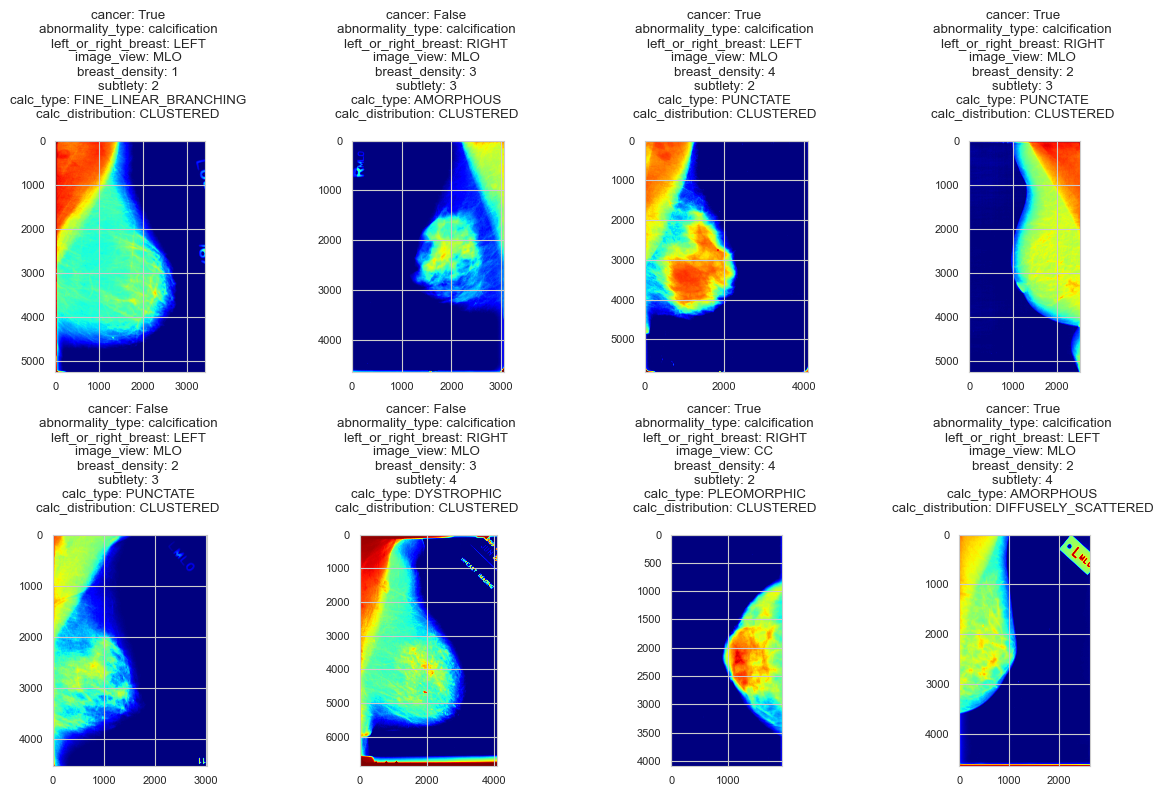 cancer: True
abnormality_type: calcification
left_or_right_breast: LEFT
image_view: MLO
breast_density: 1
subtlety: 2
calc_type: FINE_LINEAR_BRANCHING
calc_distribution: CLUSTERED
0
1000
2000
3000
4000
5000
0
1000
2000
3000
cancer: False
abnormality_type: calcification
left_or_right_breast: RIGHT
image_view: MLO
breast_density: 3
subtlety: 3
calc_type: AMORPHOUS
calc_distribution: CLUSTERED
0
1000
2000
3000
4000
0
1000
2000
3000
cancer: True
abnormality_type: calcification
left_or_right_breast: LEFT
image_view: MLO
breast_density: 4
subtlety: 2
calc_type: PUNCTATE
calc_distribution: CLUSTERED
0
1000
2000
3000
4000
5000
0
2000
4000
cancer: True
abnormality_type: calcification
left_or_right_breast: RIGHT
image_view: MLO
breast_density: 2
subtlety: 3
calc_type: PUNCTATE
calc_distribution: CLUSTERED
0
1000
2000
3000
4000
5000
0
1000
2000
cancer: False
abnormality_type: calcification
left_or_right_breast: LEFT
image_view: MLO
breast_density: 2
subtlety: 3
calc_type: PUNCTATE
calc_distribution: CLUSTERED
0
1000
2000
3000
4000
0
1000
2000
3000
cancer: False
abnormality_type: calcification
left_or_right_breast: RIGHT
image_view: MLO
breast_density: 3
subtlety: 4
calc_type: DYSTROPHIC
calc_distribution: CLUSTERED
0
1000
2000
3000
4000
5000
6000
0
2000
4000
cancer: True
abnormality_type: calcification
left_or_right_breast: RIGHT
image_view: CC
breast_density: 4
subtlety: 2
calc_type: PLEOMORPHIC
calc_distribution: CLUSTERED
0
500
1000
1500
2000
2500
3000
3500
4000
0
1000
cancer: True
abnormality_type: calcification
left_or_right_breast: LEFT
image_view: MLO
breast_density: 2
subtlety: 4
calc_type: AMORPHOUS
calc_distribution: DIFFUSELY_SCATTERED
L MLO
0
1000
2000
3000
4000
0
1000
2000